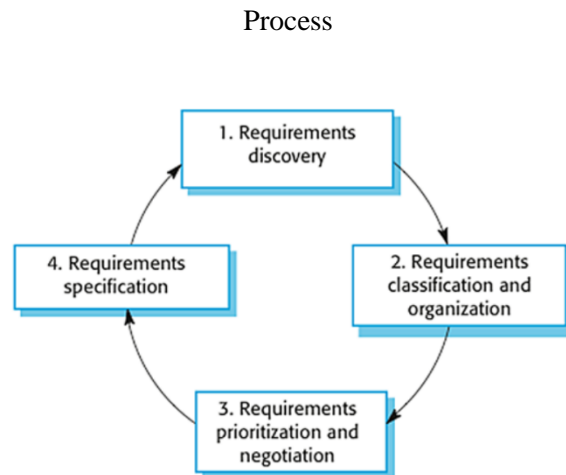 Process
1. Requirements
discovery
2. Requirements
classification and
organization
3. Requirements
prioritization and
negotiation
4. Requirements
specification